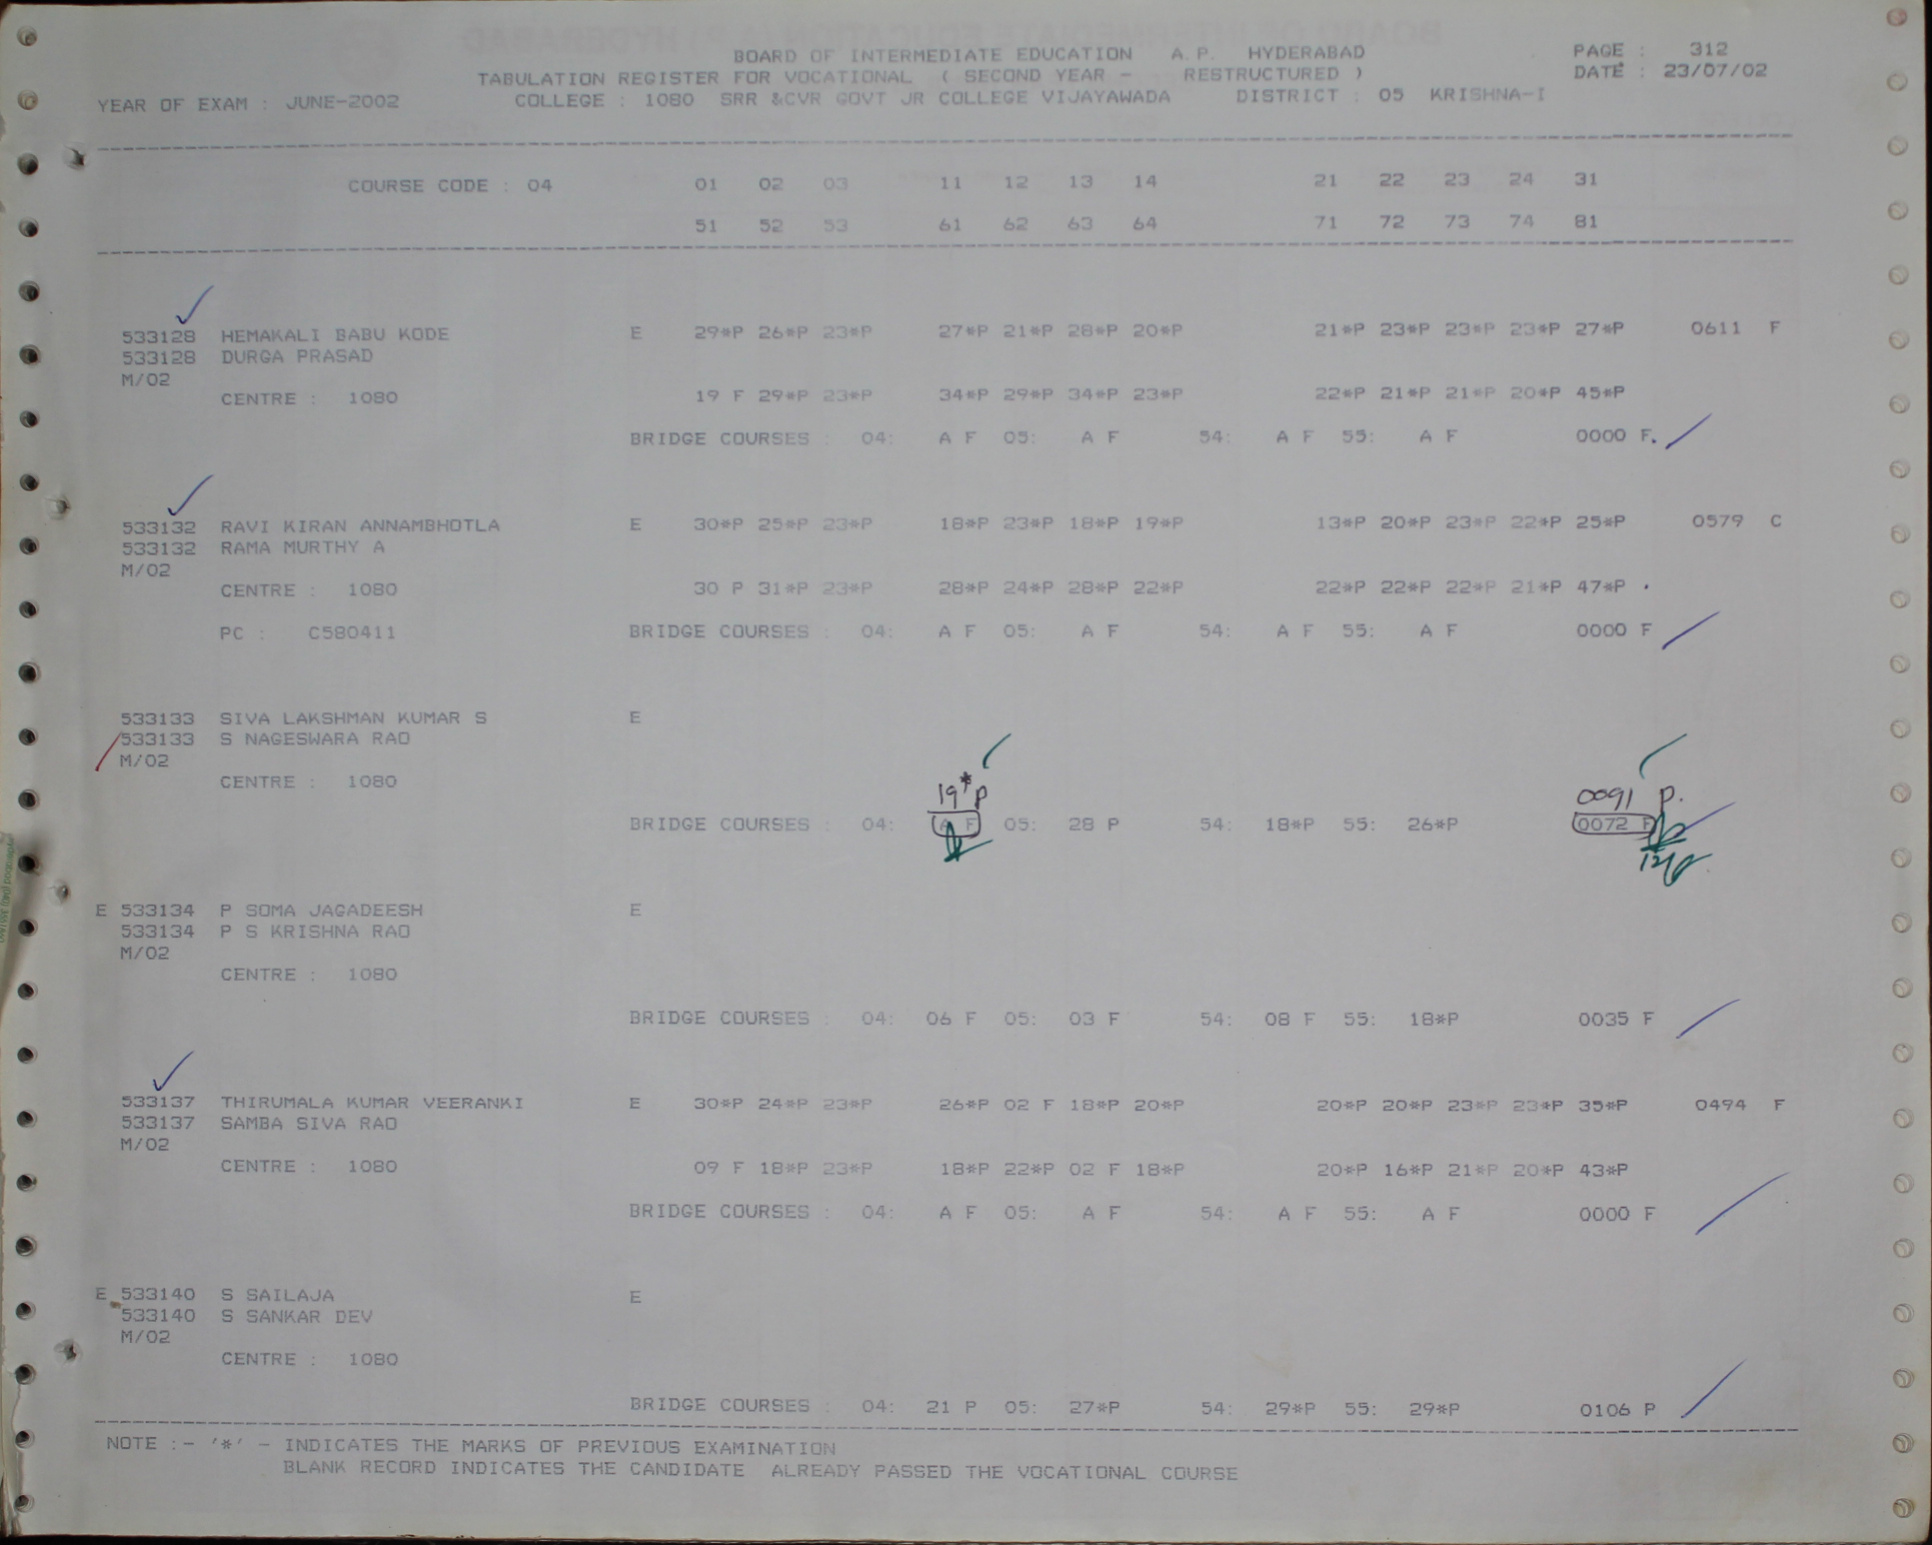 BOARD OF INTERMEDIATE EDUCATION A.P. HYDERABAD PAGE : 312
TABULATION REGISTER FOR VOCATIONAL ( SECOND YEAR - RESTRUCTURED ) DATE : 23/07/02
YEAR OF EXAM : JUNE-2002 COLLEGE : 1080 SRR &CVR GOVT JR COLLEGE VIJAYAWADA DISTRICT : 05 KRISHNA-I
COURSE CODE : 04 01 02 03 11 12 13 14 21 22 23 24 31
51 52 53 61 62 63 64 71 72 73 74 81
533128 HEMAKALI BABU KODE E 29*P 26*P 23*P 27*P 21*P 28*P 20*P 21*P 23*P 23*P 23*P 27*P 0611 F
533128 DURGA PRASAD
M/02
CENTRE : 1080 19 F 29*P 23*P 34*P 29*P 34*P 23*P 22*P 21*P 21*P 20*P 45*P
BRIDGE COURSES : 04: A F 05: A F 54: A F 55: A F 0000 F.
533132 RAVI KIRAN ANNAMBHOTLA E 30*P 25*P 23*P 18*P 23*P 18*P 19*P 13*P 20*P 23*P 22*P 25*P 0579 C
533132 RAMA MURTHY A
M/02
CENTRE : 1080 30 P 31*P 23*P 28*P 24*P 28*P 22*P 22*P 22*P 22*P 21*P 47*P
PC : C580411 BRIDGE COURSES : 04: A F 05: A F 54: A F 55: A F 0000 F
533133 SIVA LAKSHMAN KUMAR S E
533133 S NAGESWARA RAO
M/02
CENTRE : 1080
19*P 0091 P.
BRIDGE COURSES : 04: A F 05: 28 P 54: 18*P 55: 26*P 0072 F
E 533134 P SOMA JAGADEESH E
533134 P S KRISHNA RAO
M/02
CENTRE : 1080
BRIDGE COURSES : 04: 06 F 05: 03 F 54: 08 F 55: 18*P 0035 F
533137 THIRUMALA KUMAR VEERANKI E 30*P 24*P 23*P 26*P 02 F 18*P 20*P 20*P 20*P 23*P 23*P 35*P 0494 F
533137 SAMBA SIVA RAO
M/02
CENTRE : 1080 09 F 18*P 23*P 18*P 22*P 02 F 18*P 20*P 16*P 21*P 20*P 43*P
BRIDGE COURSES : 04: A F 05: A F 54: A F 55: A F 0000 F
E 533140 S SAILAJA E
533140 S SANKAR DEV
M/02
CENTRE : 1080
BRIDGE COURSES : 04: 21 P 05: 27*P 54: 29*P 55: 29*P 0106 P
NOTE :- '*' - INDICATES THE MARKS OF PREVIOUS EXAMINATION
BLANK RECORD INDICATES THE CANDIDATE ALREADY PASSED THE VOCATIONAL COURSE